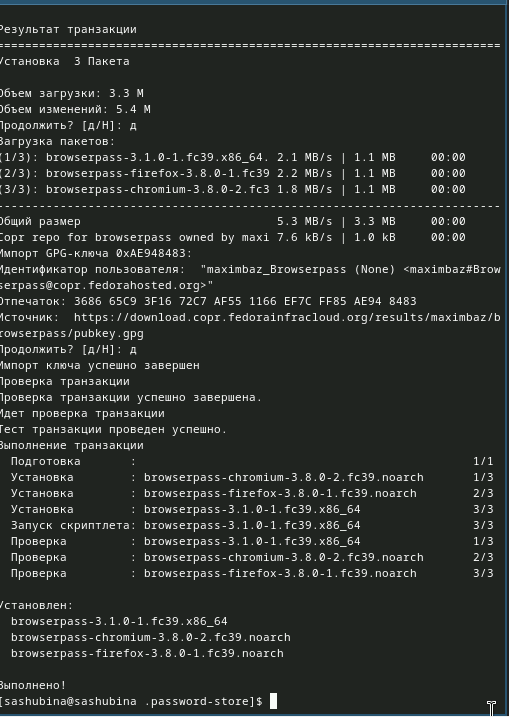 Результат транзакции
================================================================
Установка  3 Пакета
Объем загрузки: 3.3 M
Объем изменений: 5.4 M
Продолжить? [д/Н]: д
Загрузка пакетов:
(1/3): browserpass-3.1.0-1.fc39.x86_64. 2.1 MB/s | 1.1 MB     00:00
(2/3): browserpass-firefox-3.8.0-1.fc39 2.2 MB/s | 1.1 MB     00:00
(3/3): browserpass-chromium-3.8.0-2.fc3 1.8 MB/s | 1.1 MB     00:00
----------------------------------------------------------------
Общий размер                            5.3 MB/s | 3.3 MB     00:00
Copr repo for browserpass owned by maxi 7.6 kB/s | 1.0 kB     00:00
Импорт GPG-ключа 0xAE948483:
Идентификатор пользователя:  "maximbaz_Browserpass (None) <maximbaz#Brow
serpass@copr.fedorahosted.org>"
Отпечаток: 3686 65C9 3F16 72C7 AF55 1166 EF7C FF85 AE94 8483
Источник:  https://download.copr.fedorainfracloud.org/results/maximbaz/b
rowserpass/pubkey.gpg
Продолжить? [д/Н]: д
Импорт ключа успешно завершен
Проверка транзакции
Проверка транзакции успешно завершена.
Идет проверка транзакции
Тест транзакции проведен успешно.
Выполнение транзакции
  Подготовка      :                                               1/1
  Установка       : browserpass-chromium-3.8.0-2.fc39.noarch      1/3
  Установка       : browserpass-firefox-3.8.0-1.fc39.noarch       2/3
  Установка       : browserpass-3.1.0-1.fc39.x86_64               3/3
  Запуск скриптлета: browserpass-3.1.0-1.fc39.x86_64              3/3
  Проверка        : browserpass-3.1.0-1.fc39.x86_64               1/3
  Проверка        : browserpass-chromium-3.8.0-2.fc39.noarch      2/3
  Проверка        : browserpass-firefox-3.8.0-1.fc39.noarch       3/3
Установлен:
  browserpass-3.1.0-1.fc39.x86_64
  browserpass-chromium-3.8.0-2.fc39.noarch
  browserpass-firefox-3.8.0-1.fc39.noarch
Выполнено!
[sashubina@sashubina .password-store]$